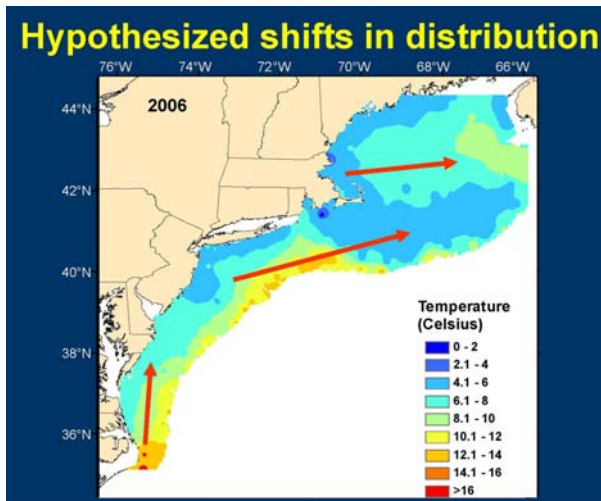 Hypothesized shifts in distribution
76°W 74°W 72°W 70°W 68°W 66°W
2006
44°N
42°N
40°N
38°N
36°N
Temperature
(Celsius)
0 - 2
2.1 - 4
4.1 - 6
6.1 - 8
8.1 - 10
10.1 - 12
12.1 - 14
14.1 - 16
>16